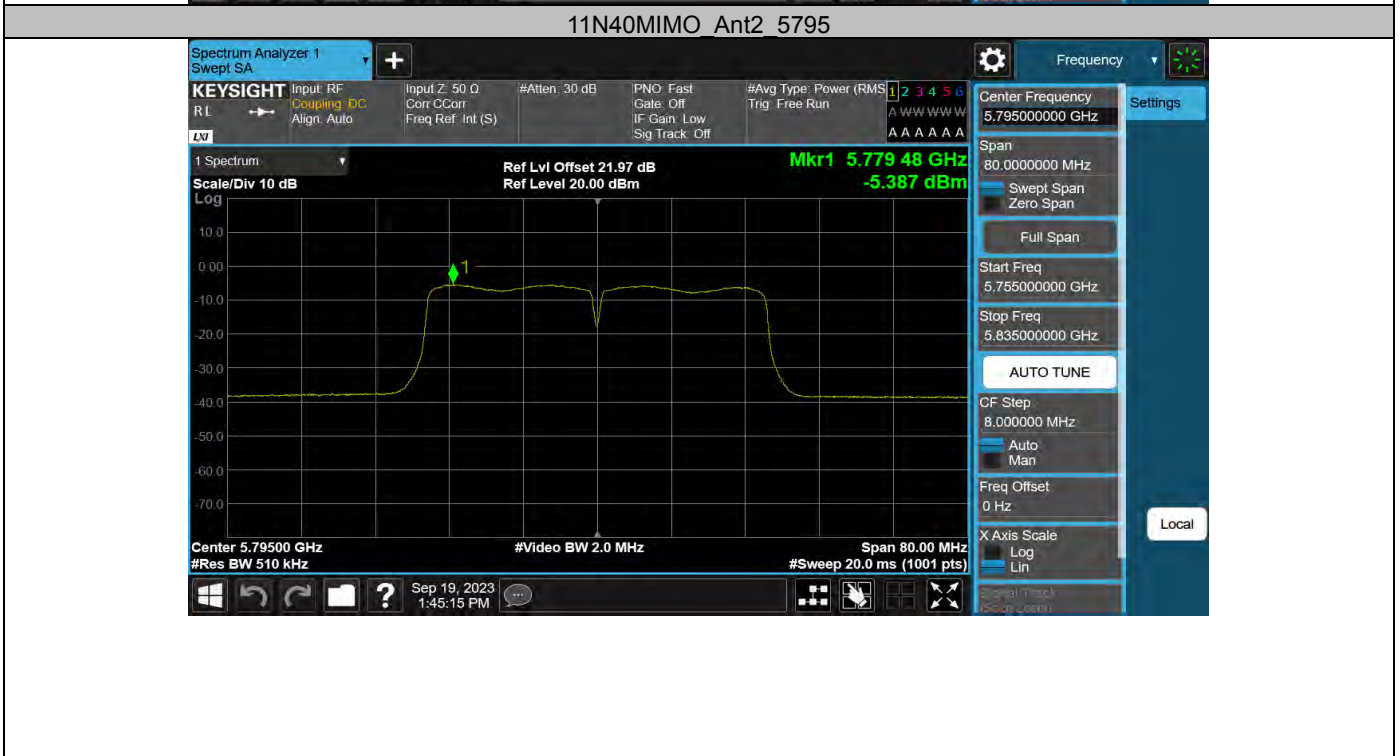 11N40MIMO_Ant2_5795
Spectrum Analyzer 1
Swept SA
Frequency
KEYSIGHT
RL
LXI
Input: RF
Coupling: DC
Align: Auto
Input Z: 50 Ω
Corr CCorr
Freq Ref: Int (S)
#Atten: 30 dB
PNO: Fast
Gate: Off
IF Gain: Low
Sig Track: Off
#Avg Type: Power (RMS
Trig: Free Run
1 2 3 4 5 6
A W W W W W
A A A A A A
Center Frequency
5.795000000 GHz
Settings
1 Spectrum
Scale/Div 10 dB
Ref Lvl Offset 21.97 dB
Ref Level 20.00 dBm
Mkr1 5.779 48 GHz
-5.387 dBm
Span
80.0000000 MHz
Swept Span
Zero Span
Full Span
Start Freq
5.755000000 GHz
Stop Freq
5.835000000 GHz
AUTO TUNE
CF Step
8.000000 MHz
Auto
Man
Freq Offset
0 Hz
X Axis Scale
Log
Lin
Local
Log
10.0
0.00
-10.0
-20.0
-30.0
-40.0
-50.0
-60.0
-70.0
1
Center 5.79500 GHz
#Res BW 510 kHz
#Video BW 2.0 MHz
Span 80.00 MHz
#Sweep 20.0 ms (1001 pts)
?
Sep 19, 2023
1:45:15 PM
Signal Track
(Span Zoom)